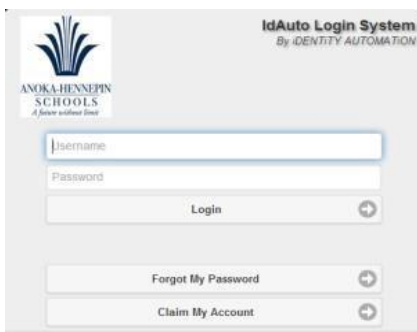 IdAuto Login System
By iDENTiTY AUTOMATiON
ANOKA-HENNEPIN
SCHOOLS
A future without limit
Username
Password
Login
Forgot My Password
Claim My Account